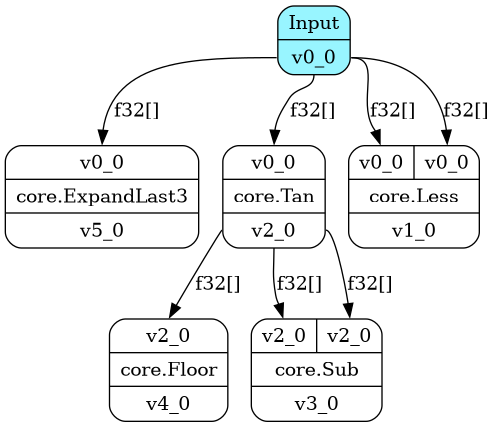 Input
v0_0
f32[]
f32[]
f32[]
f32[]
v0_0
core.ExpandLast3
v5_0
v0_0
core.Tan
v2_0
v0_0
v0_0
core.Less
v1_0
f32[]
f32[]
f32[]
v2_0
core.Floor
v4_0
v2_0
v2_0
core.Sub
v3_0